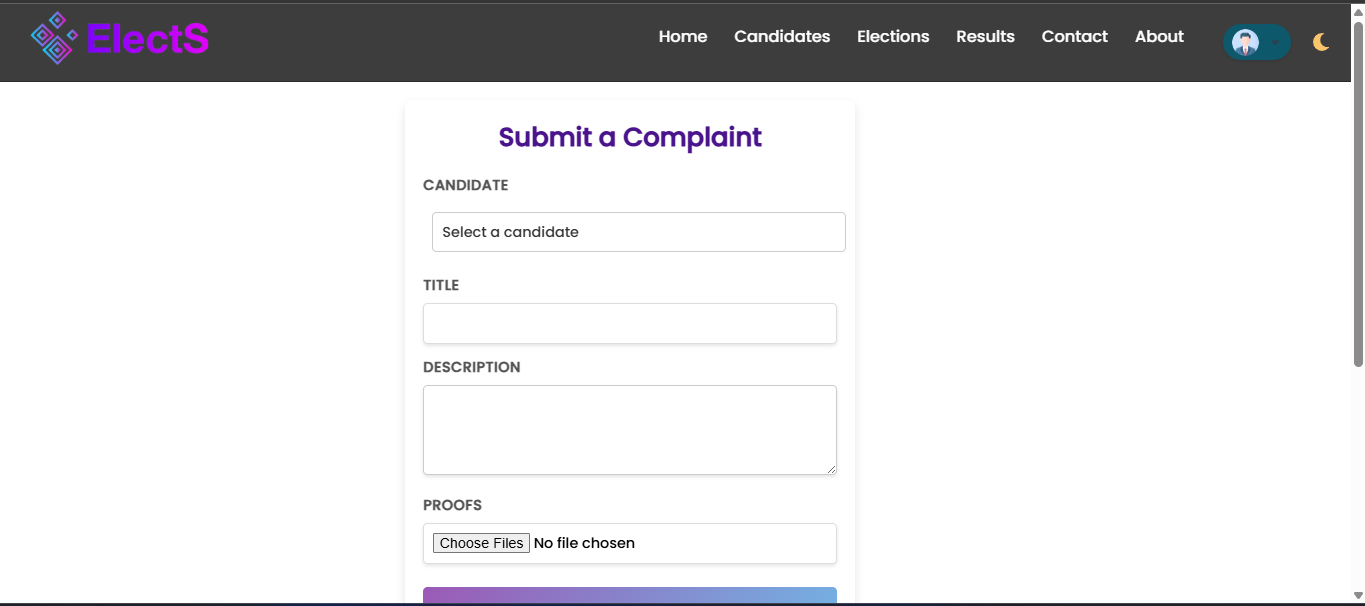 ElectS
Home Candidates Elections Results Contact About
Submit a Complaint
CANDIDATE
Select a candidate
TITLE
DESCRIPTION
PROOFS
Choose Files No file chosen